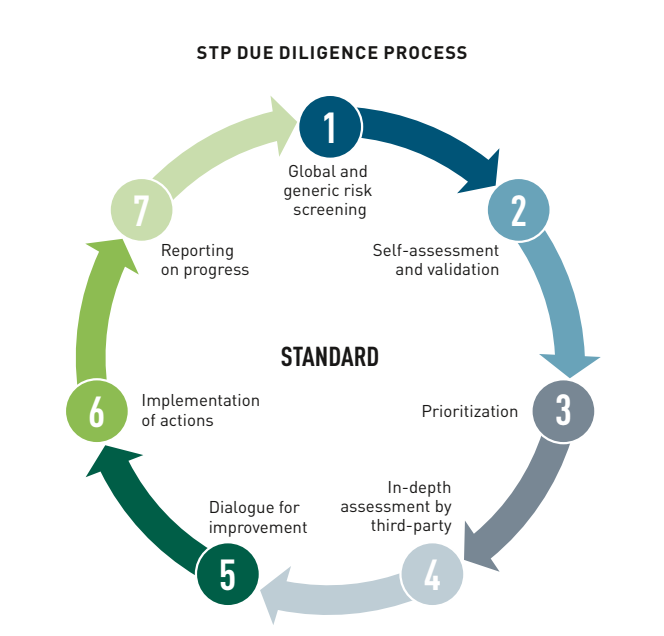 STP DUE DILIGENCE PROCESS
1
Global and
generic risk
screening
2
Self-assessment
and validation
3
Prioritization
4
In-depth
assessment by
third-party
5
Dialogue for
improvement
6
Implementation
of actions
7
Reporting
on progress
STANDARD